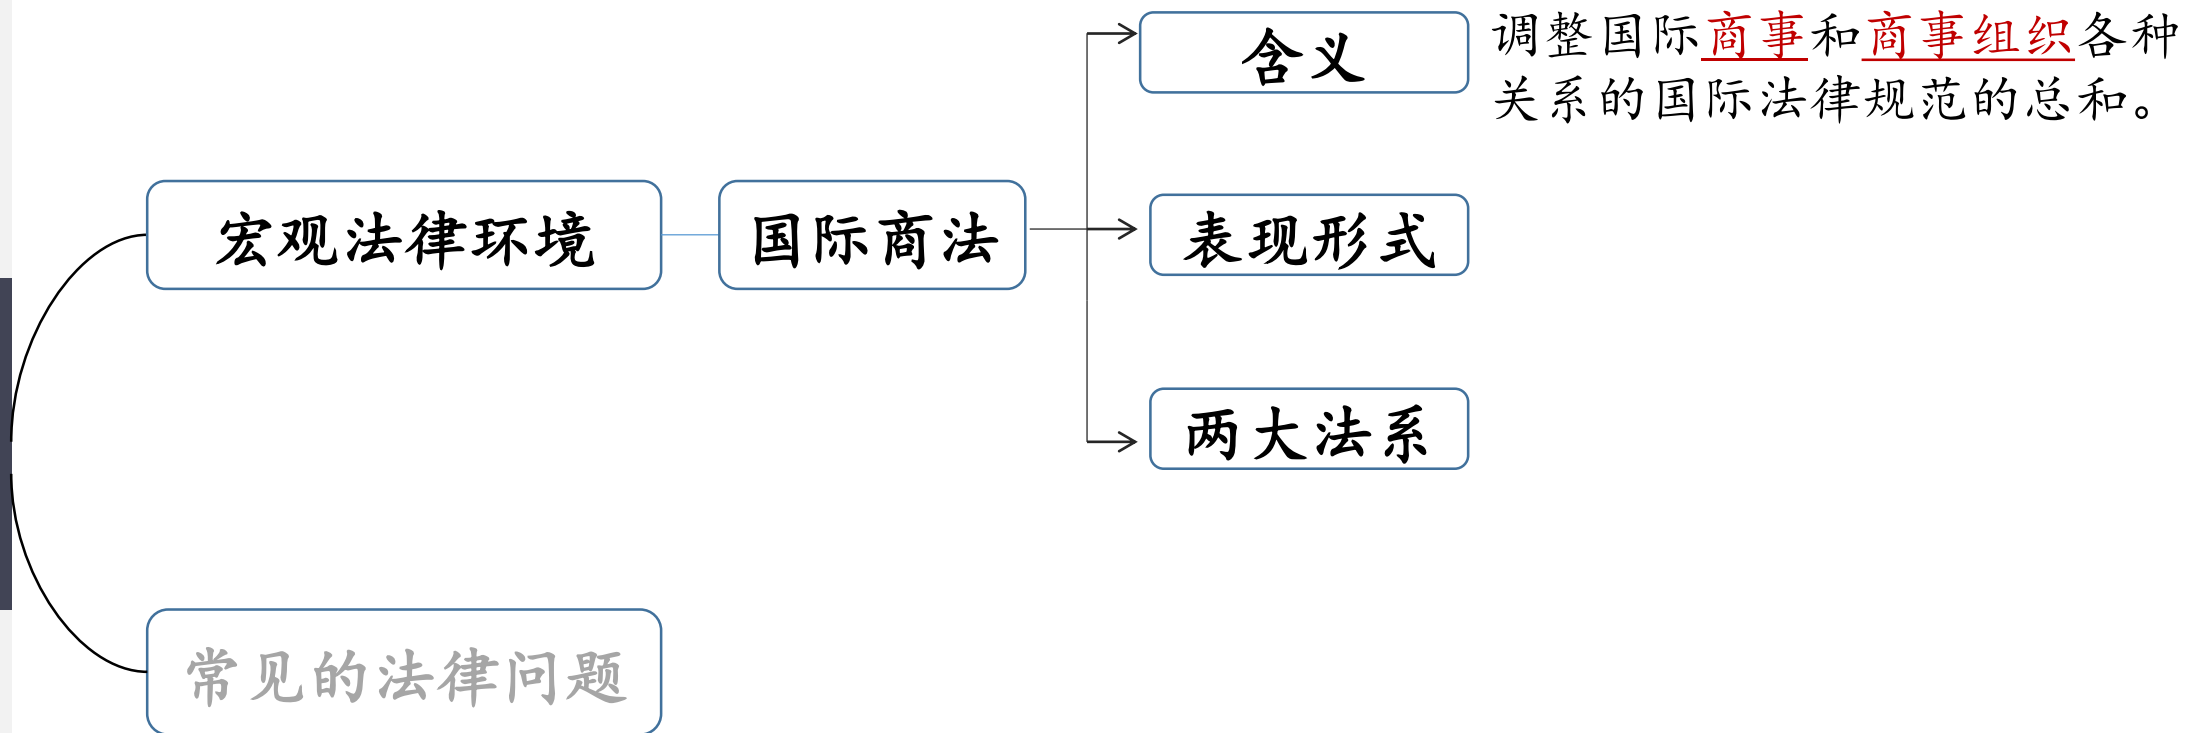 含义
调整国际商事和商事组织各种
关系的国际法律规范的总和。
宏观法律环境
国际商法
表现形式
两大法系
常见的法律问题